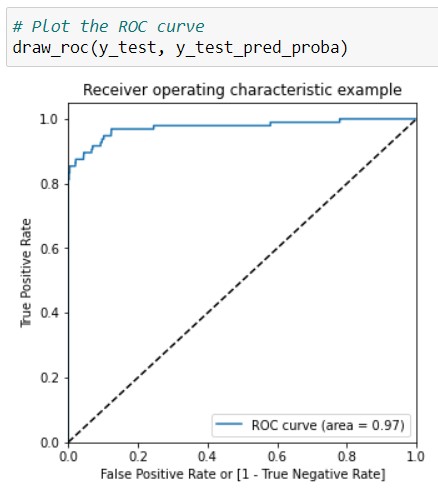 # Plot the ROC curve
draw_roc(y_test, y_test_pred_proba)
Receiver operating characteristic example
1.0
0.8
0.6
0.4
0.2
0.0
True Positive Rate
ROC curve (area = 0.97)
0.0 0.2 0.4 0.6 0.8 1.0
False Positive Rate or [1 - True Negative Rate]